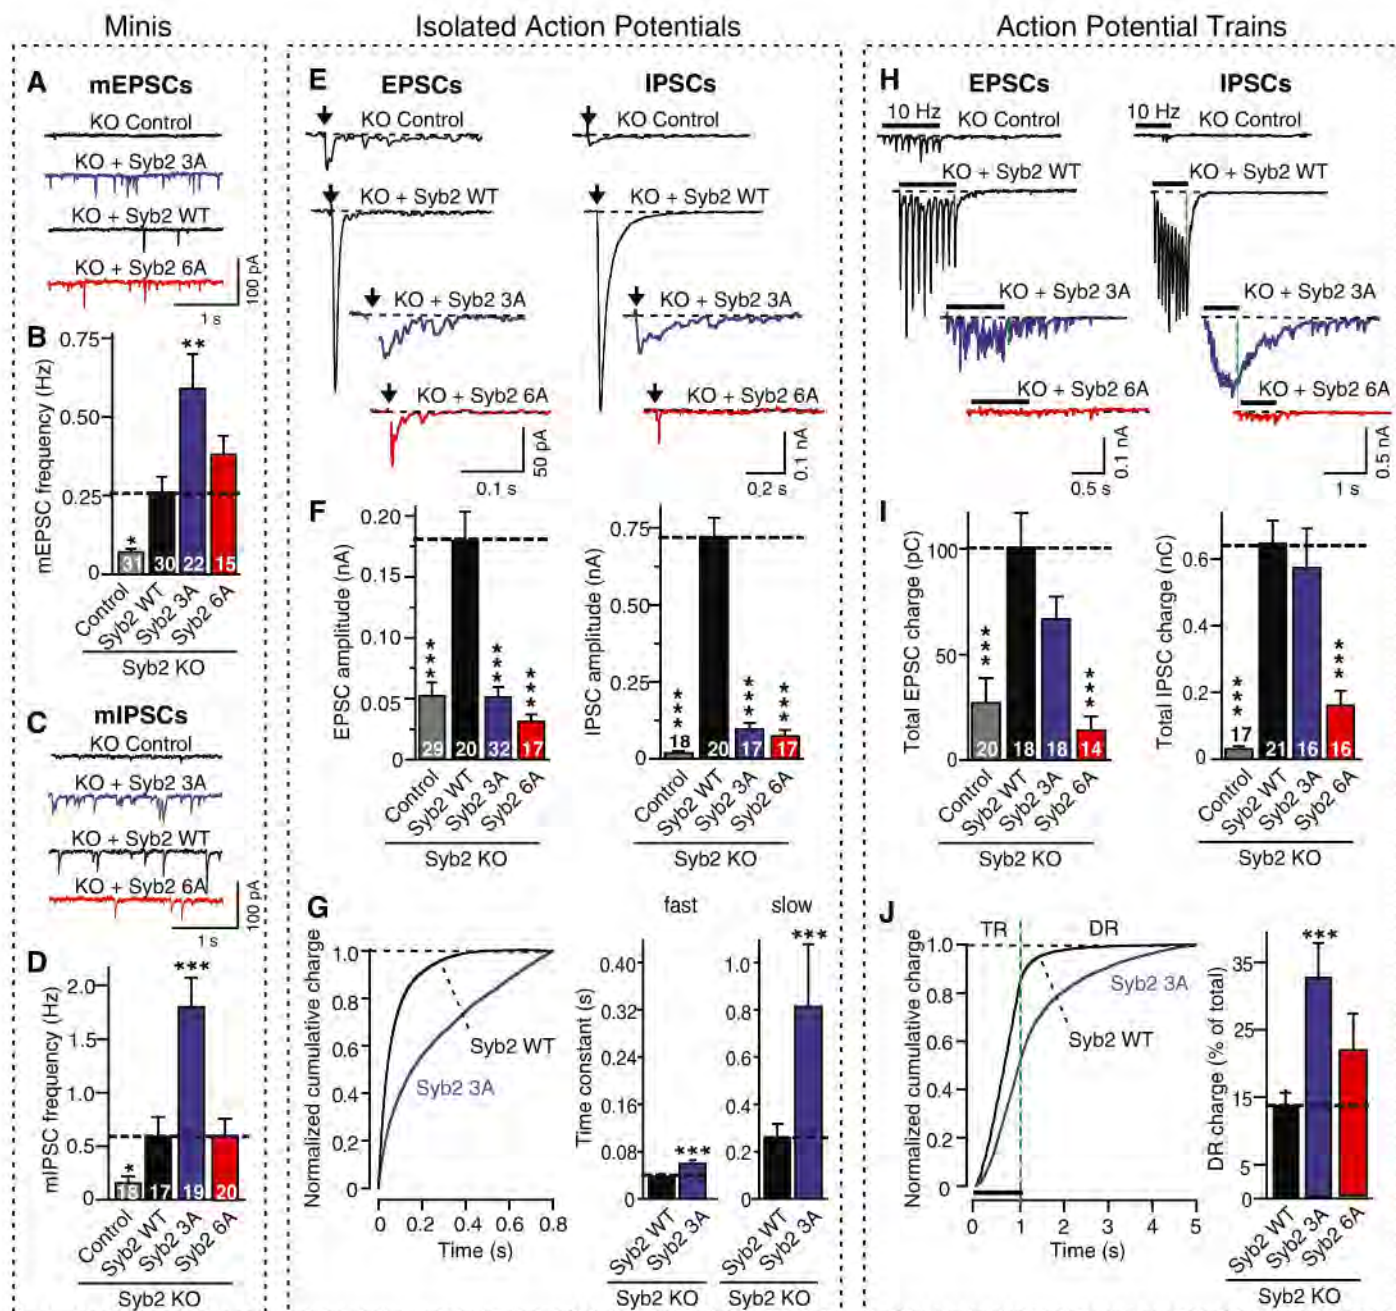 Minis
Isolated Action Potentials
Action Potential Trains
A
mEPSCs
KO Control
KO + Syb2 3A
KO + Syb2 WT
KO + Syb2 6A
100 pA
1 s
B
mEPSC frequency (Hz)
0.75
0.50
0.25
0
*
**
31
30
22
15
Control
Syb2 WT
Syb2 3A
Syb2 6A
Syb2 KO
C
mIPSCs
KO Control
KO + Syb2 3A
KO + Syb2 WT
KO + Syb2 6A
100 pA
1 s
D
mIPSC frequency (Hz)
2.0
1.5
1.0
0.5
0
*
***
13
17
19
20
Control
Syb2 WT
Syb2 3A
Syb2 6A
Syb2 KO
E
EPSCs
IPSCs
KO Control
KO Control
KO + Syb2 WT
KO + Syb2 WT
KO + Syb2 3A
KO + Syb2 3A
KO + Syb2 6A
KO + Syb2 6A
50 pA
0.1 s
0.1 nA
0.2 s
F
EPSC amplitude (nA)
0.20
0.15
0.10
0.05
0
***
***
***
29
20
32
17
Control
Syb2 WT
Syb2 3A
Syb2 6A
Syb2 KO
IPSC amplitude (nA)
0.75
0.50
0.25
0
***
***
***
18
20
17
17
Control
Syb2 WT
Syb2 3A
Syb2 6A
Syb2 KO
G
Normalized cumulative charge
1.0
0.8
0.6
0.4
0.2
0
Syb2 WT
Syb2 3A
0
0.2
0.4
0.6
0.8
Time (s)
fast
slow
Time constant (s)
0.40
0.32
0.24
0.16
0.08
0
***
Syb2 WT
Syb2 3A
Syb2 KO
1.0
0.8
0.6
0.4
0.2
0
***
Syb2 WT
Syb2 3A
Syb2 KO
H
EPSCs
IPSCs
10 Hz
KO Control
10 Hz
KO Control
KO + Syb2 WT
KO + Syb2 WT
KO + Syb2 3A
KO + Syb2 3A
KO + Syb2 6A
KO + Syb2 6A
0.1 nA
0.5 s
0.5 nA
1 s
I
Total EPSC charge (pC)
100
50
0
***
***
20
18
18
14
Control
Syb2 WT
Syb2 3A
Syb2 6A
Syb2 KO
Total IPSC charge (nC)
0.6
0.4
0.2
0
***
***
17
21
16
16
Control
Syb2 WT
Syb2 3A
Syb2 6A
Syb2 KO
J
Normalized cumulative charge
1.0
0.8
0.6
0.4
0.2
0
TR
DR
Syb2 3A
Syb2 WT
0
1
2
3
4
5
Time (s)
DR charge (% of total)
35
25
15
5
0
***
Syb2 WT
Syb2 3A
Syb2 6A
Syb2 KO